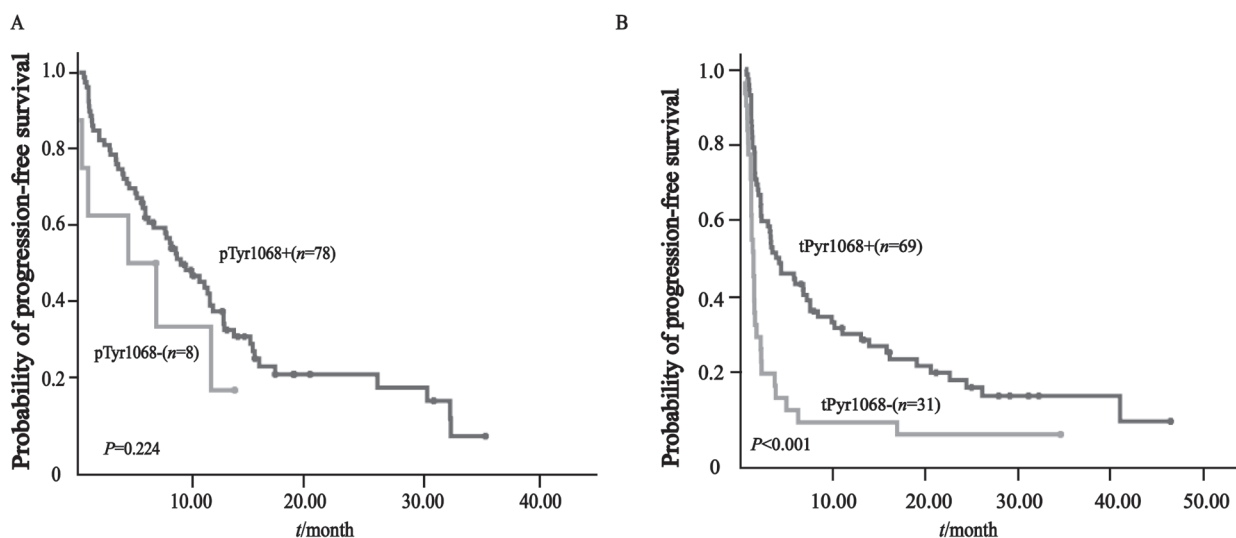 A
Probability of progression-free survival
1.0
0.8
0.6
0.4
0.2
0
pTyr1068+(n=78)
pTyr1068-(n=8)
P=0.224
10.00 20.00 30.00 40.00
t/month
B
Probability of progression-free survival
1.0
0.8
0.6
0.4
0.2
0
tPyr1068+(n=69)
tPyr1068-(n=31)
P<0.001
10.00 20.00 30.00 40.00 50.00
t/month